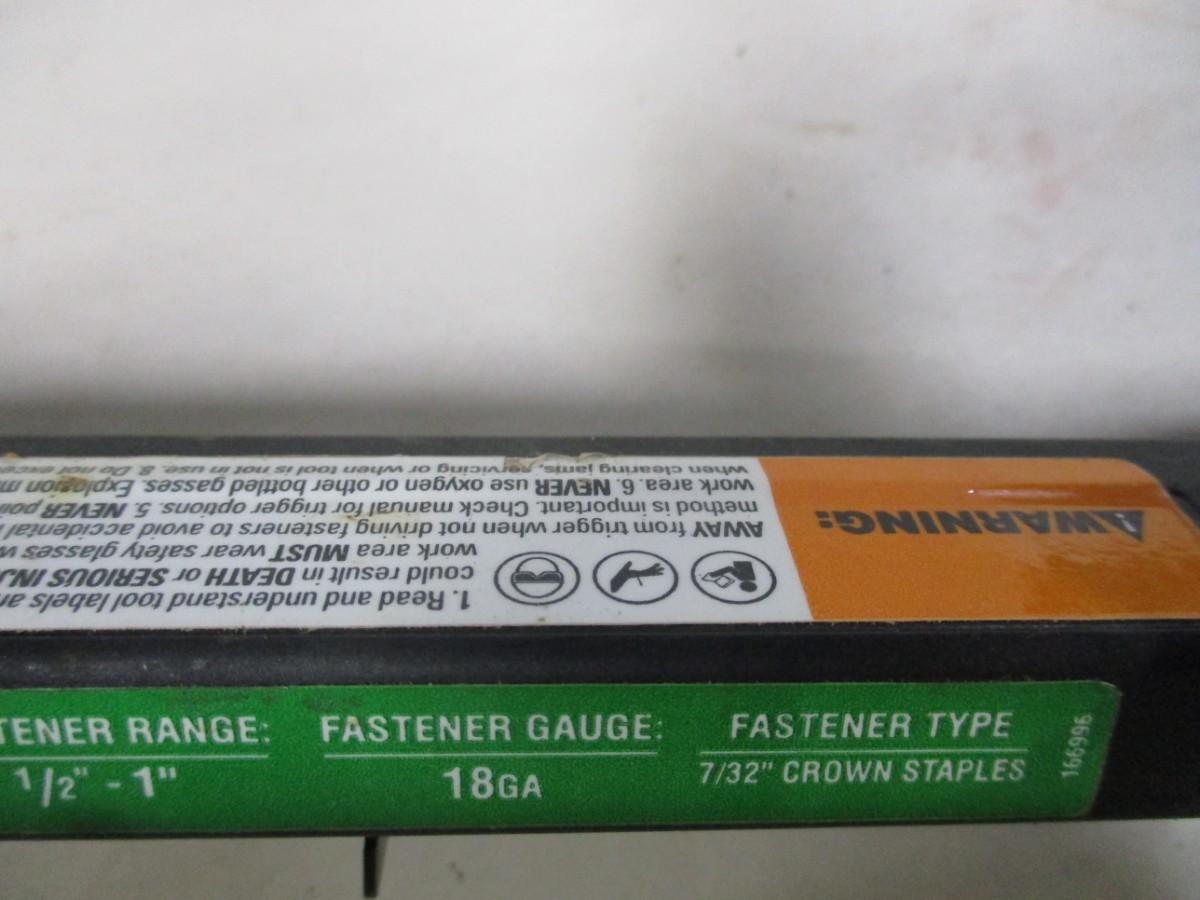 ⚠WARNING:
1. Read and understand tool labels
could result in DEATH or SERIOUS
work area MUST wear safety glasses
AWAY from trigger when not driving fasteners to avoid accidental
method is important. Check manual for trigger options. 5. NEVER
work area. 6. NEVER use oxygen or other bottled gasses. Explosion
when clearing jams, servicing or when tool is not in use. 8. Do not
TENER RANGE:
1/2" - 1"
FASTENER GAUGE:
18GA
FASTENER TYPE
7/32" CROWN STAPLES
166996